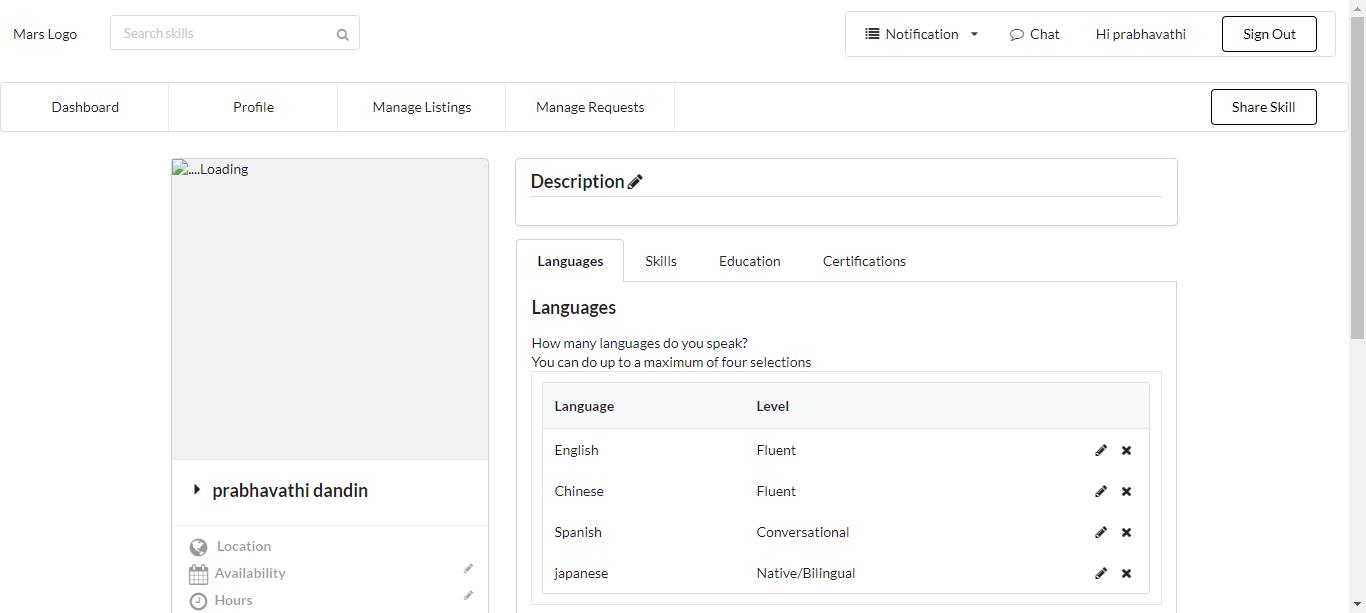 Mars Logo
Search skills
Notification
Chat
Hi prabhavathi
Sign Out
Dashboard
Profile
Manage Listings
Manage Requests
Share Skill
....Loading
prabhavathi dandin
Location
Availability
Hours
Description
Languages
Skills
Education
Certifications
Languages
How many languages do you speak?
You can do up to a maximum of four selections
Language Level
English Fluent
Chinese Fluent
Spanish Conversational
japanese Native/Bilingual